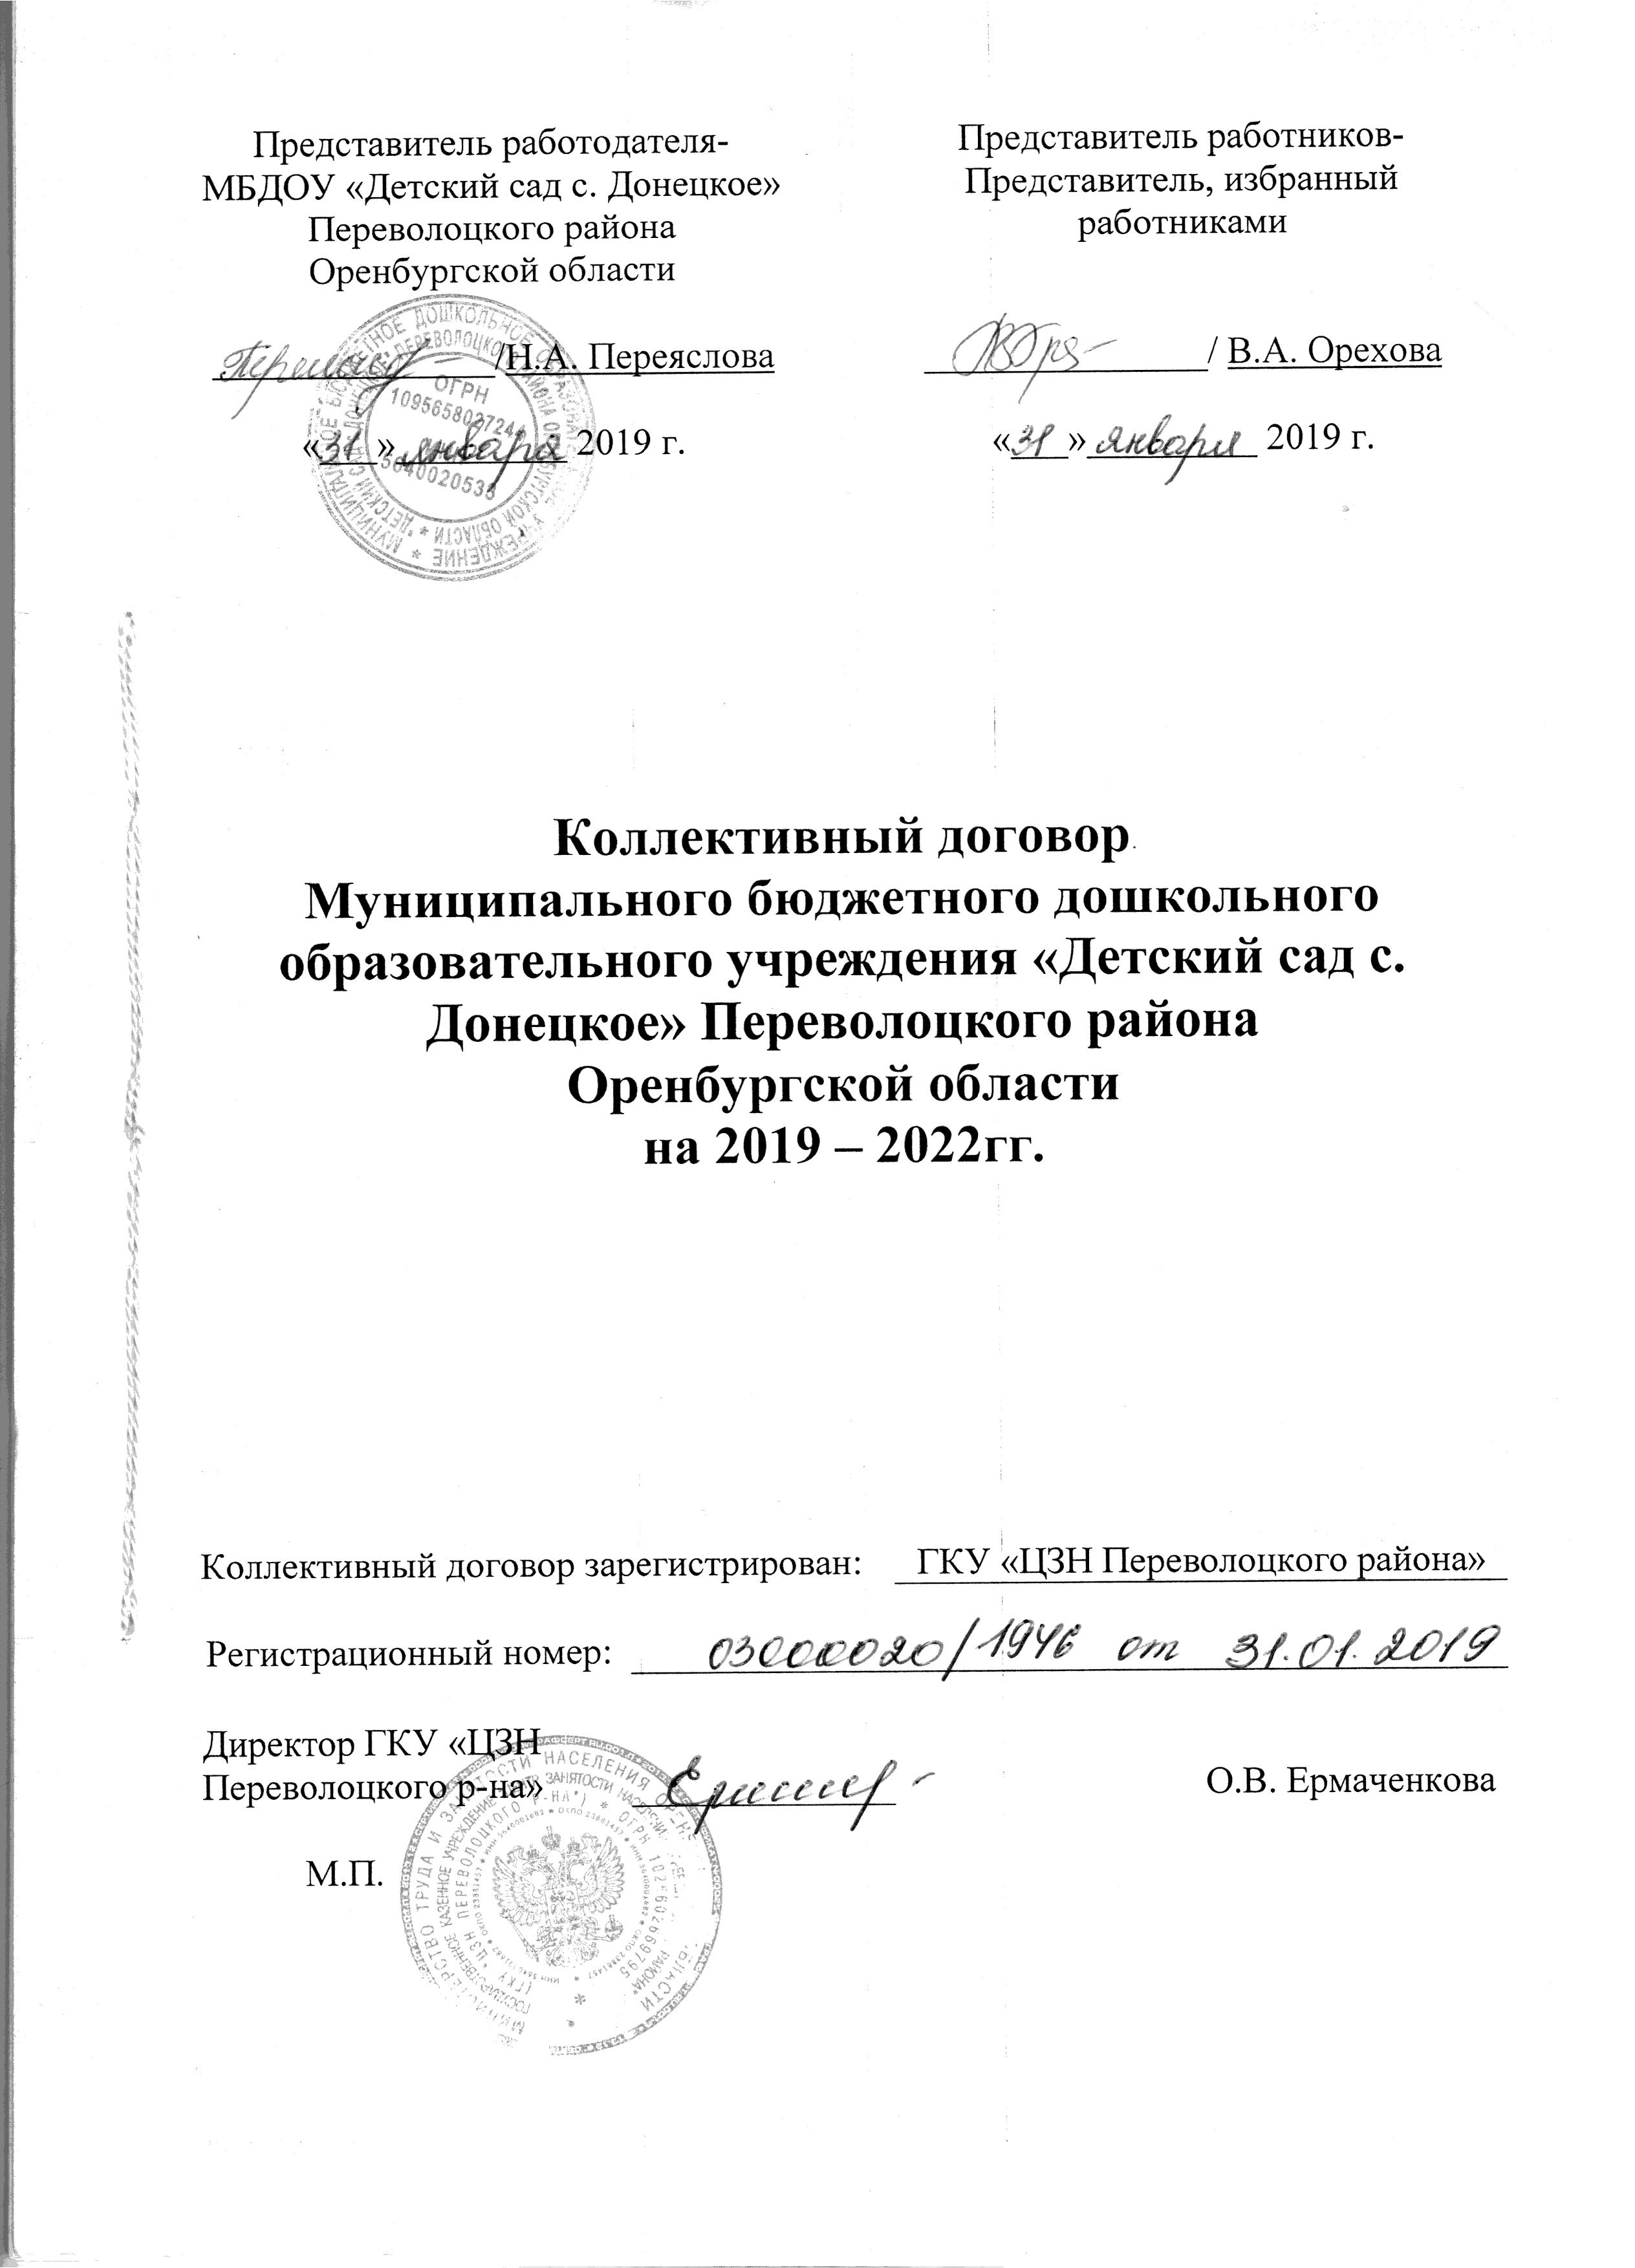 Представитель работодателя-
МБДОУ «Детский сад с. Донецкое»
Переволоцкого района
Оренбургской области
/Н.А. Переяслова
«31» января 2019 г.
Представитель работников-
Представитель, избранный
работниками
/ В.А. Орехова
«31» января 2019 г.
ОГРН
5640020533
Коллективный договор
Муниципального бюджетного дошкольного
образовательного учреждения «Детский сад с.
Донецкое» Переволоцкого района
Оренбургской области
на 2019 – 2022гг.
Коллективный договор зарегистрирован: ГКУ «ЦЗН Переволоцкого района»
Регистрационный номер: 03000020/1946 от 31.01.2019
Директор ГКУ «ЦЗН
Переволоцкого р-на» О.В. Ермаченкова
М.П.